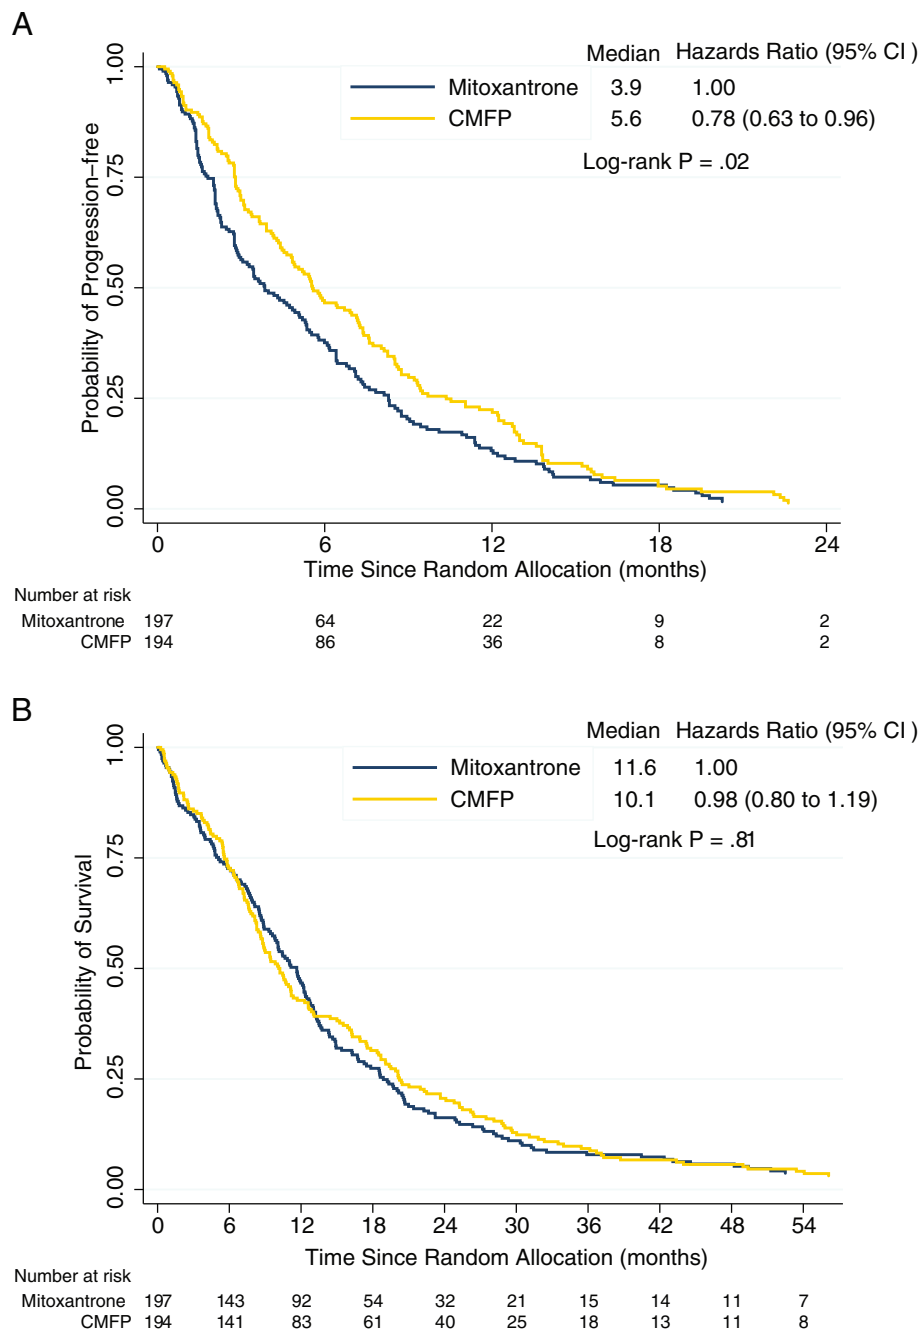 A
Median Hazards Ratio (95% CI )
Mitoxantrone 3.9 1.00
CMFP 5.6 0.78 (0.63 to 0.96)
Log-rank P = .02
Probability of Progression–free
1.00
0.75
0.50
0.25
0.00
0 6 12 18 24
Time Since Random Allocation (months)
Number at risk
Mitoxantrone 197 64 22 9 2
CMFP 194 86 36 8 2
B
Median Hazards Ratio (95% CI )
Mitoxantrone 11.6 1.00
CMFP 10.1 0.98 (0.80 to 1.19)
Log-rank P = .81
Probability of Survival
1.00
0.75
0.50
0.25
0.00
0 6 12 18 24 30 36 42 48 54
Time Since Random Allocation (months)
Number at risk
Mitoxantrone 197 143 92 54 32 21 15 14 11 7
CMFP 194 141 83 61 40 25 18 13 11 8